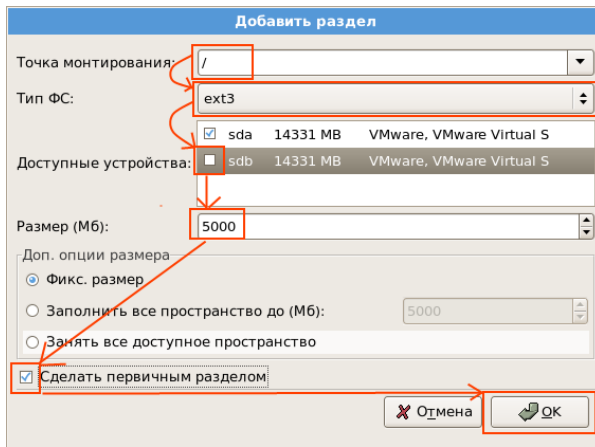 Добавить раздел
Точка монтирования: /
Тип ФС: ext3
sda 14331 MB VMware, VMware Virtual S
Доступные устройства: sdb 14331 MB VMware, VMware Virtual S
Размер (Мб): 5000
Доп. опции размера
Фикс. размер
Заполнить все пространство до (Мб): 5000
Занять все доступное пространство
Сделать первичным разделом
Отмена OK